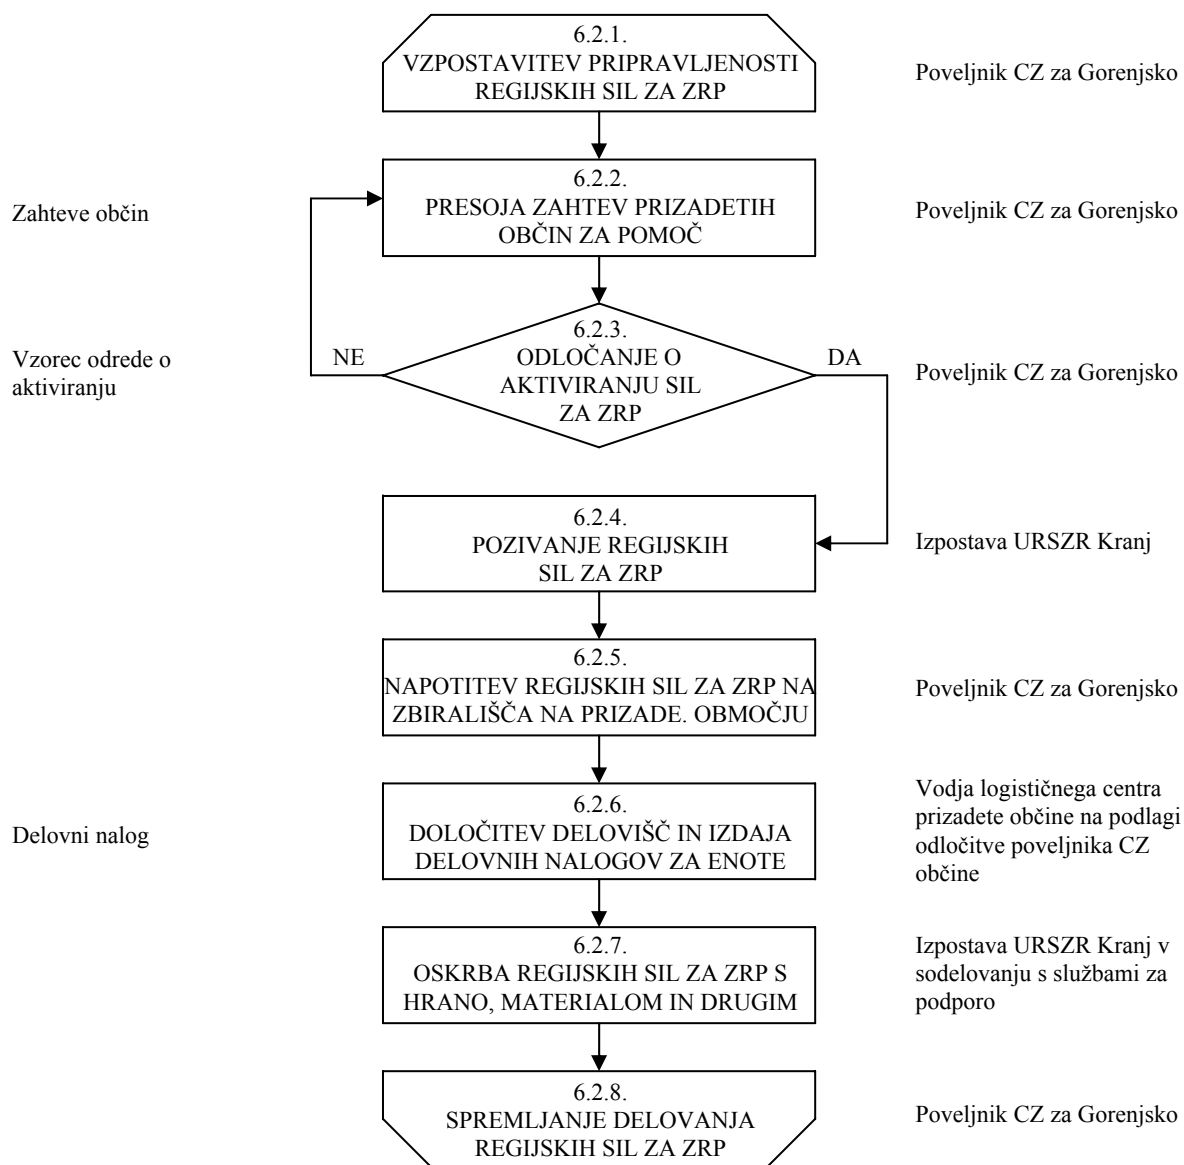 6.2.1.
VZPOSTAVITEV PRIPRAVLJENOSTI
REGIJSKIH SIL ZA ZRP
Poveljnik CZ za Gorenjsko
Zahteve občin
6.2.2.
PRESOJA ZAHTEV PRIZADETIH
OBČIN ZA POMOČ
Poveljnik CZ za Gorenjsko
Vzorec odrede o
aktiviranju
NE
6.2.3.
ODLOČANJE O
AKTIVIRANJU SIL
ZA ZRP
DA
Poveljnik CZ za Gorenjsko
6.2.4.
POZIVANJE REGIJSKIH
SIL ZA ZRP
Izpostava URSZR Kranj
6.2.5.
NAPOTITEV REGIJSKIH SIL ZA ZRP NA
ZBIRALIŠČA NA PRIZADE. OBMOČJU
Poveljnik CZ za Gorenjsko
Delovni nalog
6.2.6.
DOLOČITEV DELOVIŠČ IN IZDAJA
DELOVNIH NALOGOV ZA ENOTE
Vodja logističnega centra
prizadete občine na podlagi
odločitve poveljnika CZ
občine
6.2.7.
OSKRBA REGIJSKIH SIL ZA ZRP S
HRANO, MATERIALOM IN DRUGIM
Izpostava URSZR Kranj v
sodelovanju s službami za
podporo
6.2.8.
SPREMLJANJE DELOVANJA
REGIJSKIH SIL ZA ZRP
Poveljnik CZ za Gorenjsko